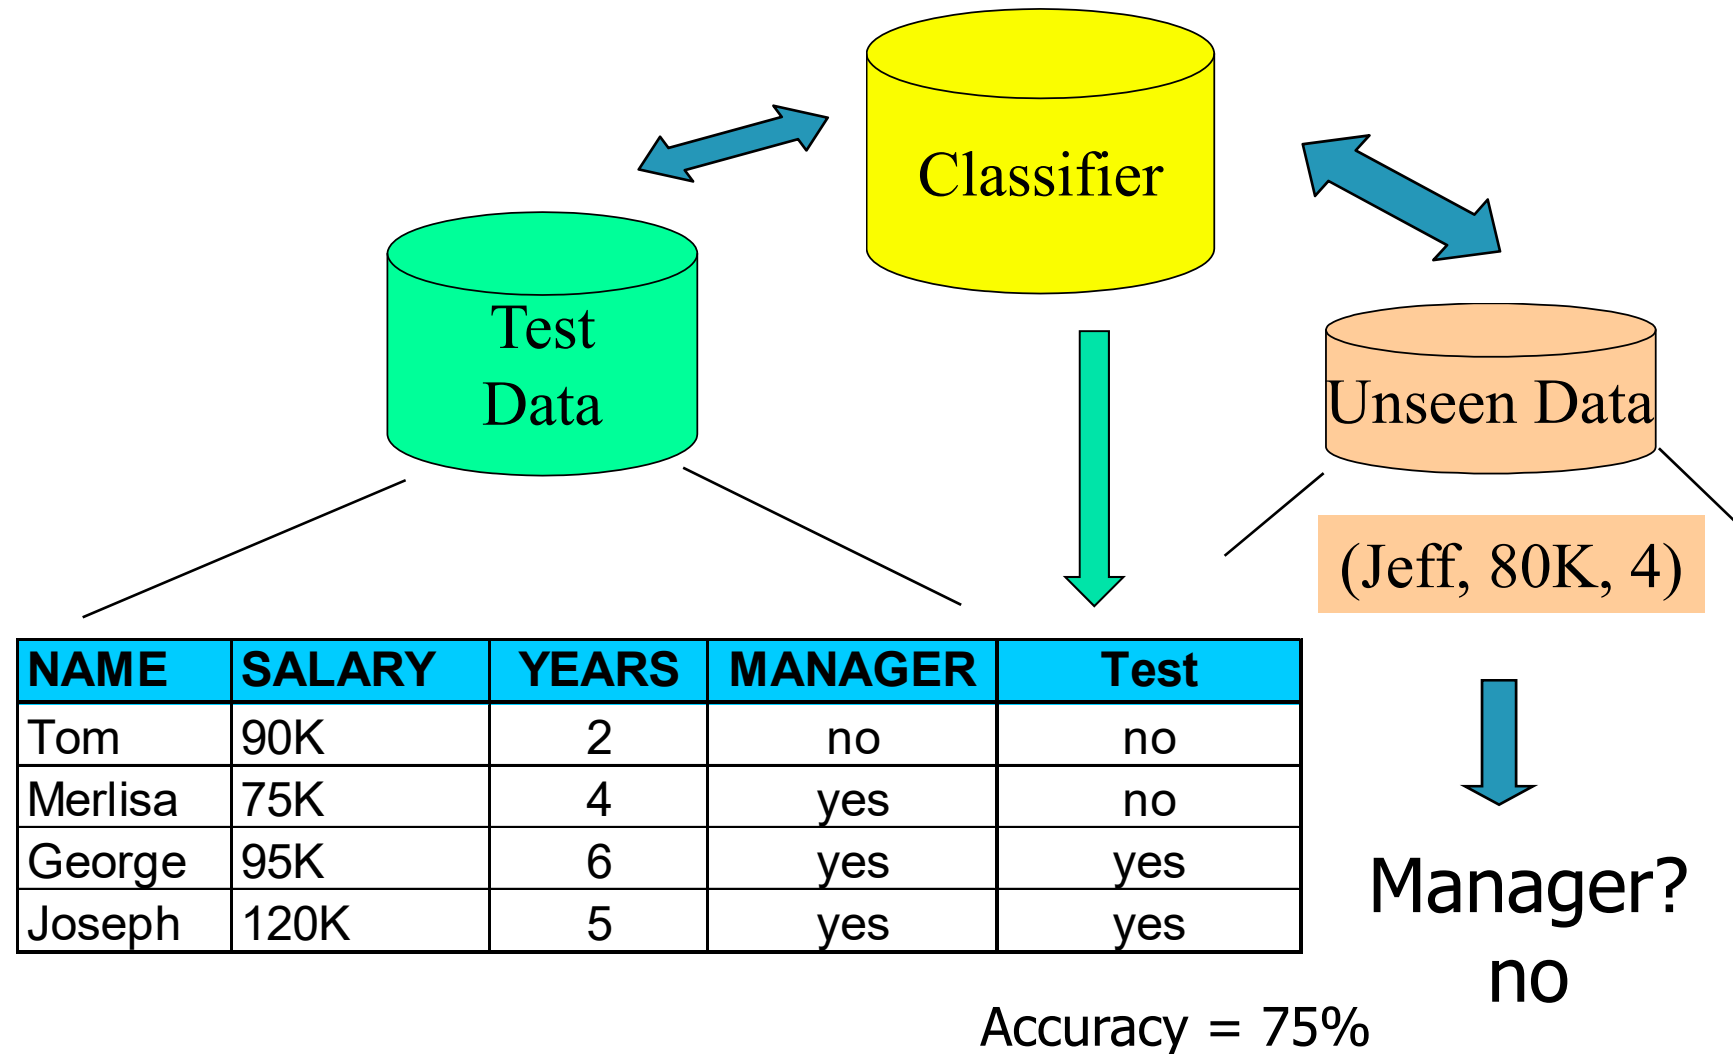 Classifier
Test
Data
Unseen Data
(Jeff, 80K, 4)
NAME SALARY YEARS MANAGER Test
Tom 90K 2 no no
Merlisa 75K 4 yes no
George 95K 6 yes yes
Joseph 120K 5 yes yes
Manager?
no
Accuracy = 75%